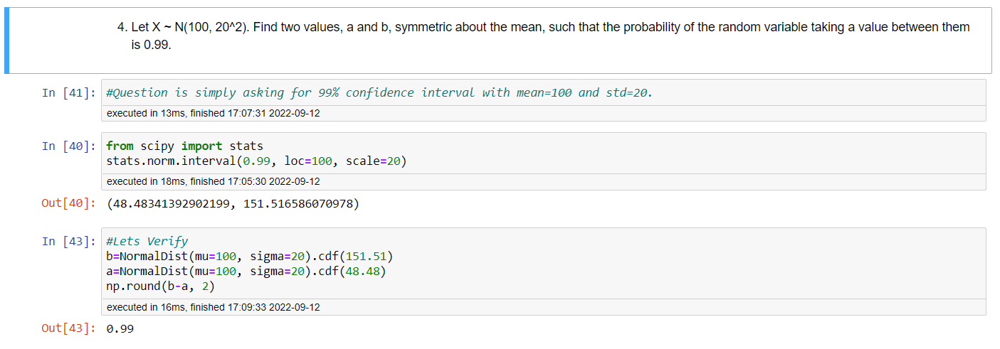 4. Let X ~ N(100, 20^2). Find two values, a and b, symmetric about the mean, such that the probability of the random variable taking a value between them
is 0.99.
In [41]: #Question is simply asking for 99% confidence interval with mean=100 and std=20.
executed in 13ms, finished 17:07:31 2022-09-12
In [40]: from scipy import stats
stats.norm.interval(0.99, loc=100, scale=20)
executed in 18ms, finished 17:05:30 2022-09-12
Out[40]: (48.48341392902199, 151.516586070978)
In [43]: #Lets Verify
b=NormalDist(mu=100, sigma=20).cdf(151.51)
a=NormalDist(mu=100, sigma=20).cdf(48.48)
np.round(b-a, 2)
executed in 16ms, finished 17:09:33 2022-09-12
Out[43]: 0.99